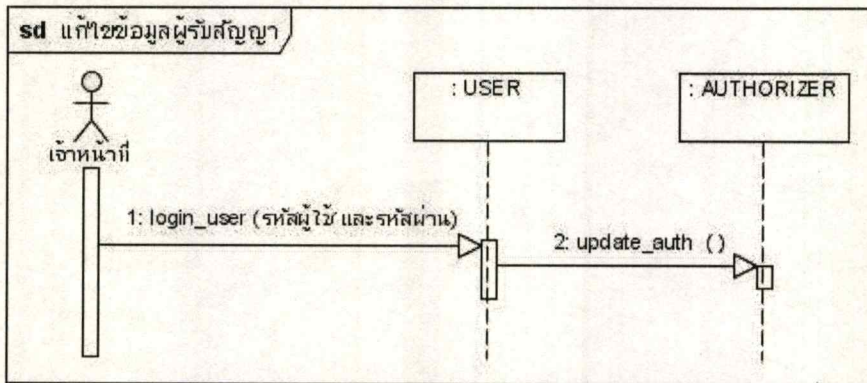 sd แก้ไขข้อมูลผู้รับสัญญา
: USER
: AUTHORIZER
เจ้าหน้าที่
1: login_user (รหัสผู้ใช้ และรหัสผ่าน)
2: update_auth ()